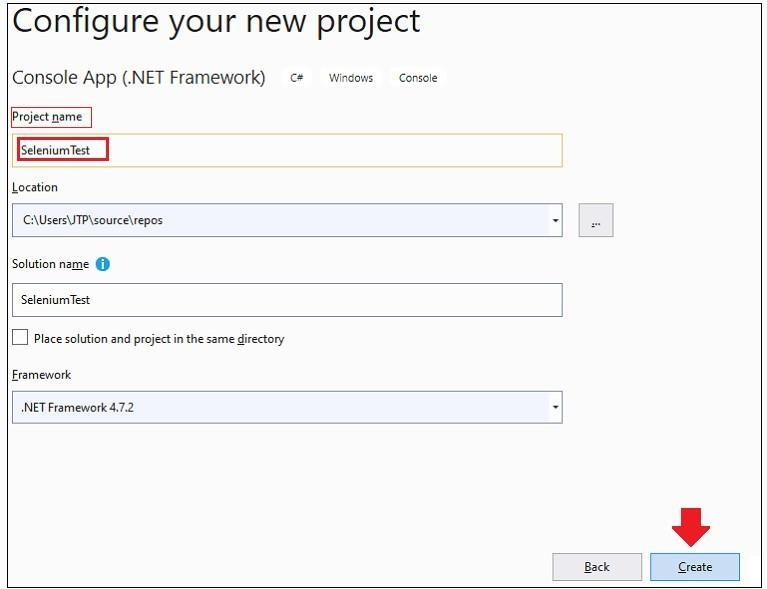 Configure your new project
Console App (.NET Framework) C# Windows Console
Project name
SeleniumTest
Location
C:\Users\JTP\source\repos
...
Solution name
SeleniumTest
Place solution and project in the same directory
Framework
.NET Framework 4.7.2
Back Create